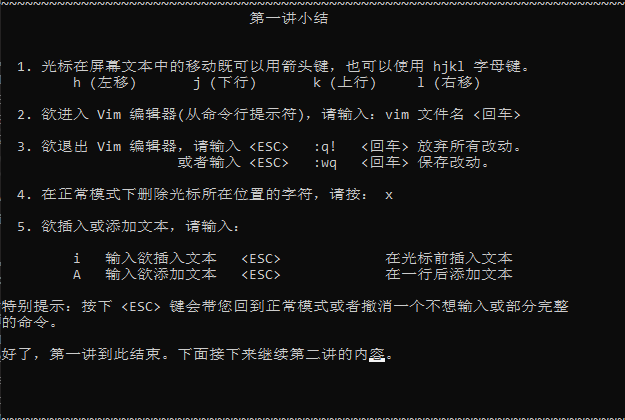 ~~~~~~~~~~~~~~~~~~~~~~~~~~~~~~~~~~~~~~~~~~~~~~~~~~~~~~~~~~~~~~~~~~~~~~~~~~~~~~
第一讲小结
1. 光标在屏幕文本中的移动既可以用箭头键，也可以使用 hjkl 字母键。
h (左移) j (下行) k (上行) l (右移)
2. 欲进入 Vim 编辑器(从命令行提示符)，请输入：vim 文件名 <回车>
3. 欲退出 Vim 编辑器，请输入 <ESC> :q! <回车> 放弃所有改动。
或者输入 <ESC> :wq <回车> 保存改动。
4. 在正常模式下删除光标所在位置的字符，请按： x
5. 欲插入或添加文本，请输入：
i 输入欲插入文本 <ESC> 在光标前插入文本
A 输入欲添加文本 <ESC> 在一行后添加文本
特别提示：按下 <ESC> 键会带您回到正常模式或者撤消一个不想输入或部分完整
的命令。
好了，第一讲到此结束。下面接下来继续第二讲的内容。
~~~~~~~~~~~~~~~~~~~~~~~~~~~~~~~~~~~~~~~~~~~~~~~~~~~~~~~~~~~~~~~~~~~~~~~~~~~~~~